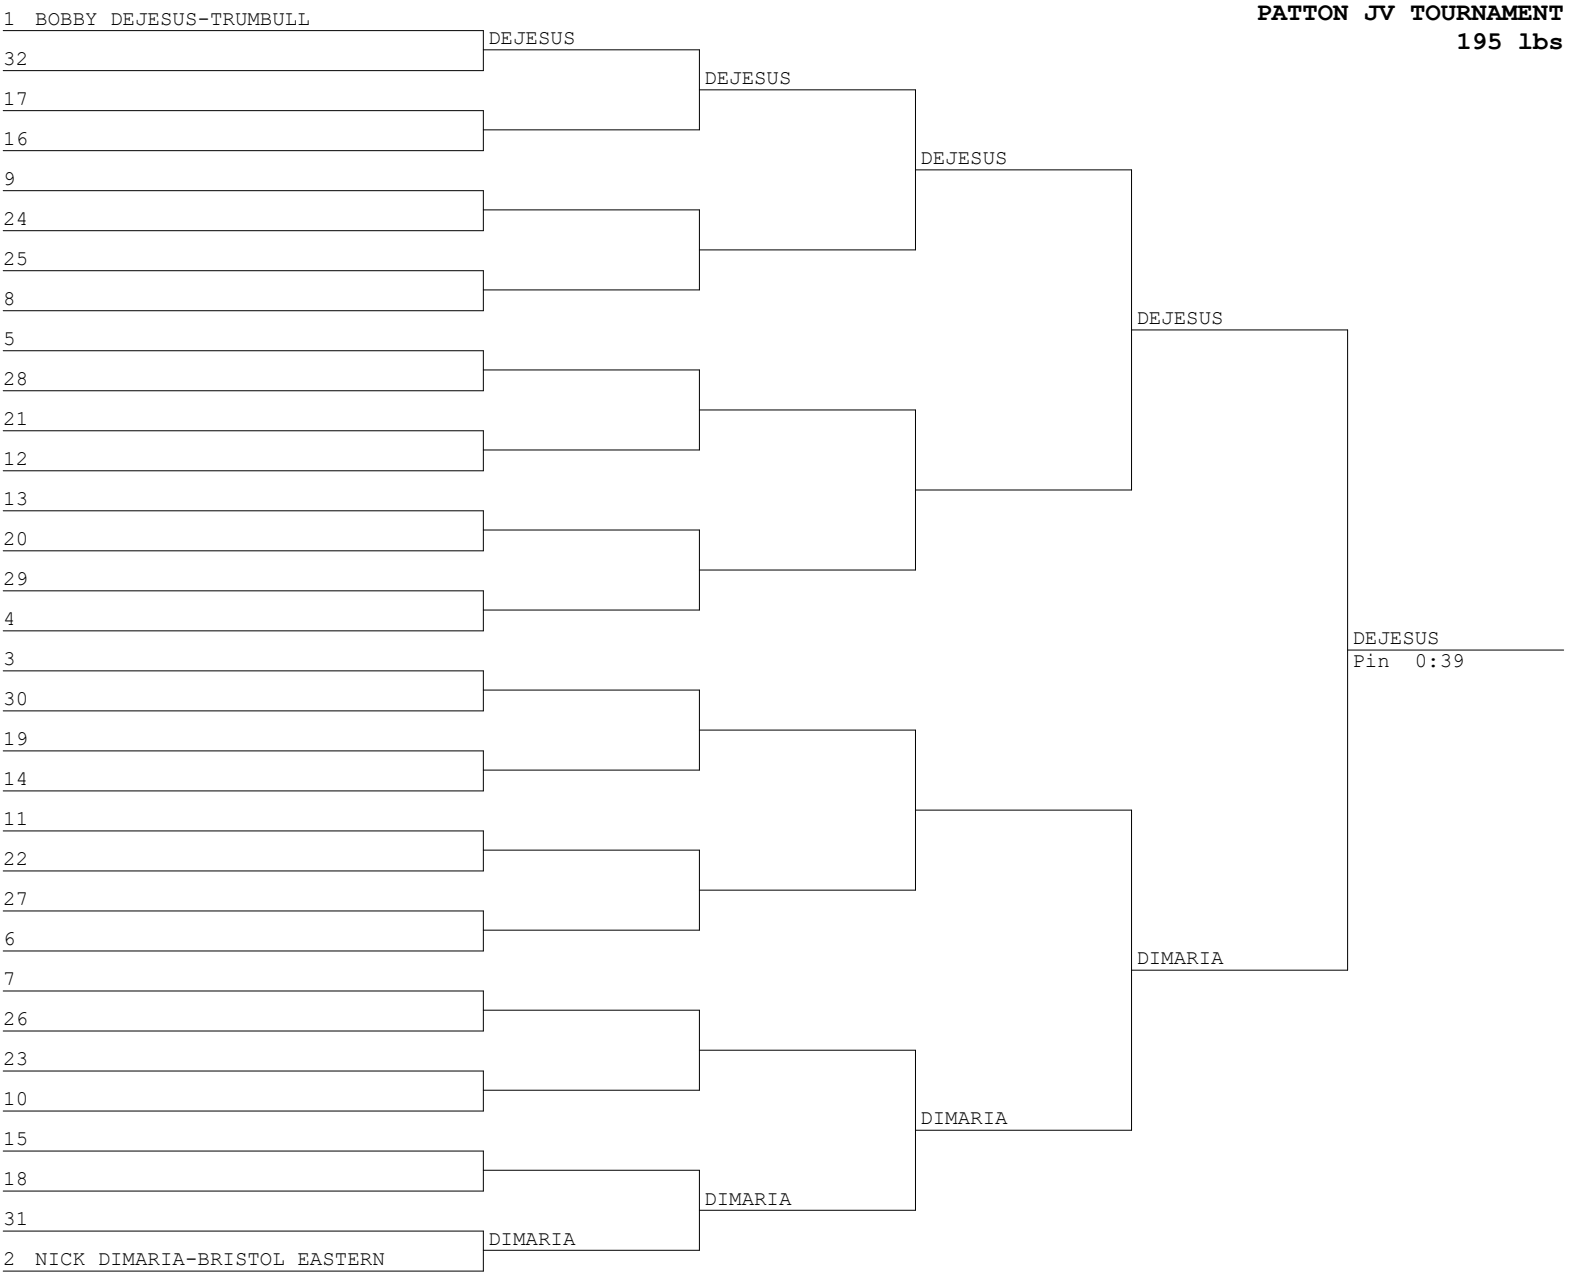 PATTON JV TOURNAMENT
195 lbs
1 BOBBY DEJESUS-TRUMBULL
DEJESUS
32
DEJESUS
17
16
DEJESUS
9
24
25
8
DEJESUS
5
28
21
12
13
20
29
4
DEJESUS
Pin 0:39
3
30
19
14
11
22
27
6
DIMARIA
7
26
23
10
DIMARIA
15
18
DIMARIA
31
DIMARIA
2 NICK DIMARIA-BRISTOL EASTERN